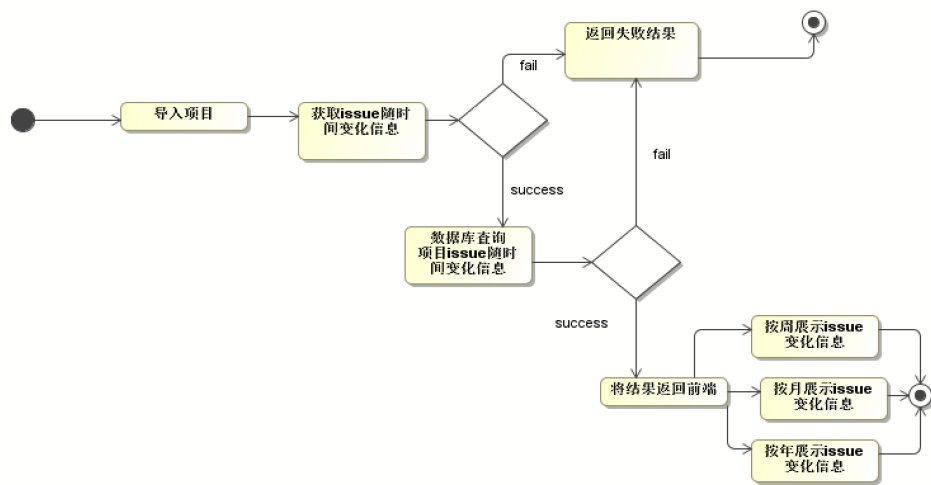 返回失败结果
fail
导入项目
获取issue随时
间变化信息
fail
success
数据库查询
项目issue随时
间变化信息
success
按周展示issue
变化信息
将结果返回前端
按月展示issue
变化信息
按年展示issue
变化信息